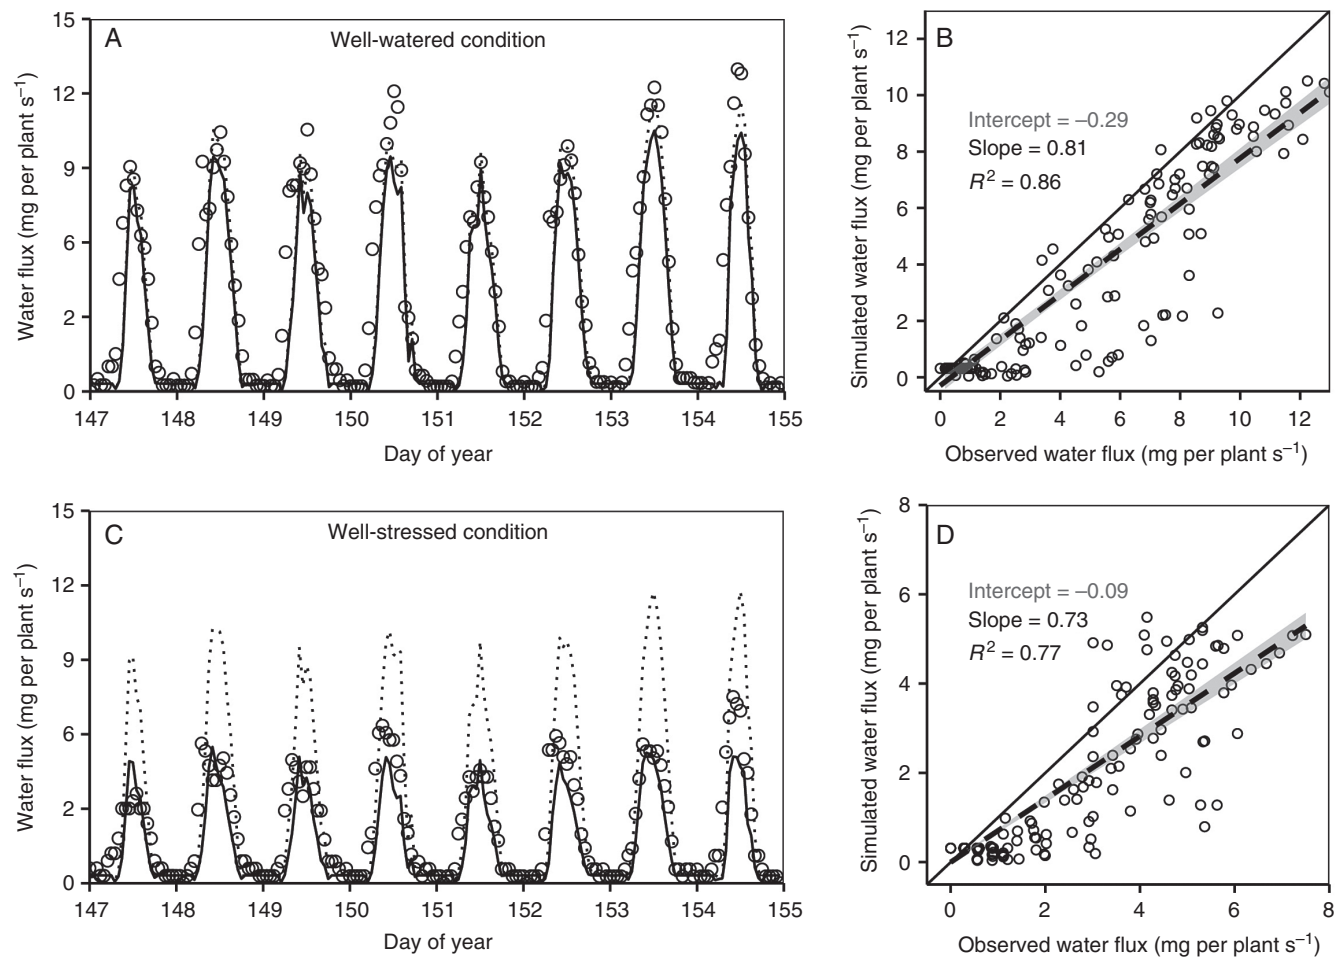 A
Well-watered condition
15
12
9
6
2
0
Water flux (mg per plant s⁻¹)
147 148 149 150 151 152 153 154 155
Day of year
B
Intercept = –0.29
Slope = 0.81
R² = 0.86
12
10
8
6
4
2
0
Simulated water flux (mg per plant s⁻¹)
0 2 4 6 8 10 12
Observed water flux (mg per plant s⁻¹)
C
Well-stressed condition
15
12
9
6
2
0
Water flux (mg per plant s⁻¹)
147 148 149 150 151 152 153 154 155
Day of year
D
Intercept = –0.09
Slope = 0.73
R² = 0.77
8
6
4
2
0
Simulated water flux (mg per plant s⁻¹)
0 2 4 6 8
Observed water flux (mg per plant s⁻¹)